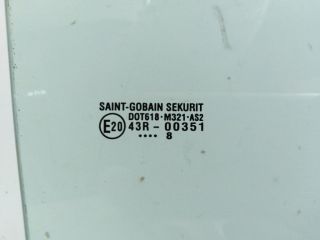 SAINT-GOBAIN SEKURIT
DOT618·M321·AS2
E20 43R - 00351
•••• 8